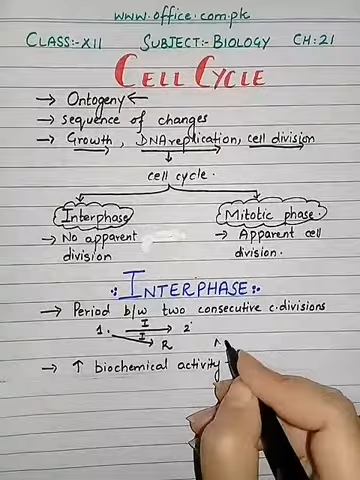 www.office.com.pk
CLASS:-XII SUBJECT:-BIOLOGY CH:21
CELL CYCLE
→ Ontogeny ←
→ sequence of changes
→ Growth, DNA replication, cell division
↓
cell cycle.
Interphase Mitotic phase.
→ No apparent division → Apparent cell division.
INTERPHASE
→ Period b/w two consecutive c.divisions
1. I 2
I R
→ ↑ biochemical activity